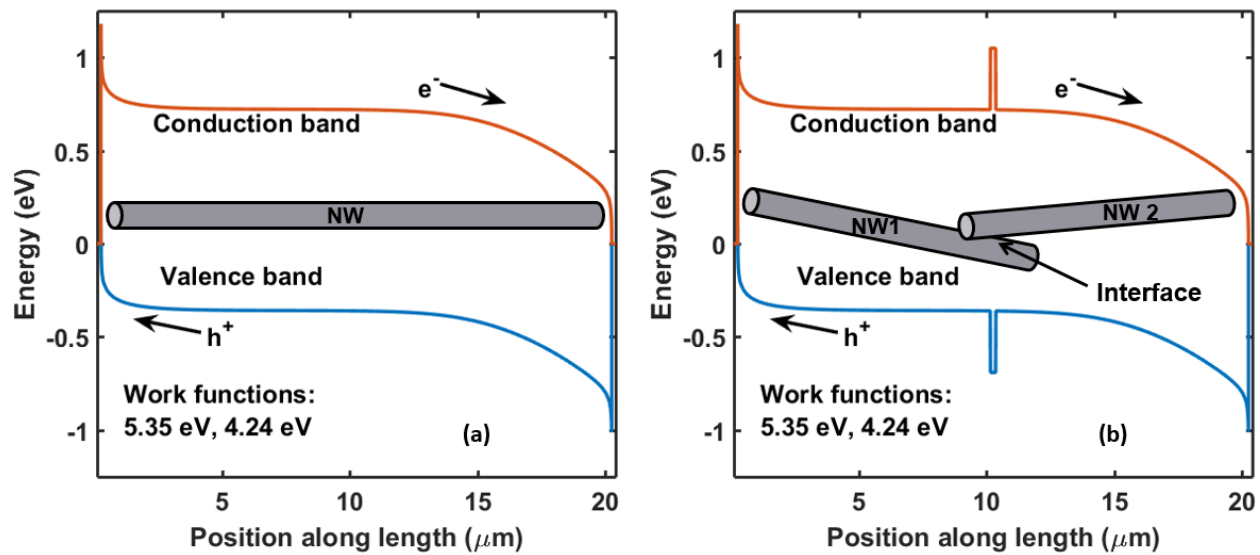 Energy (eV)
1
0.5
0
-0.5
-1
e-
Conduction band
NW
Valence band
h+
Work functions:
5.35 eV, 4.24 eV
(a)
5
10
15
20
Position along length (μm)
Energy (eV)
1
0.5
0
-0.5
-1
e-
Conduction band
NW1
NW 2
Valence band
Interface
h+
Work functions:
5.35 eV, 4.24 eV
(b)
5
10
15
20
Position along length (μm)